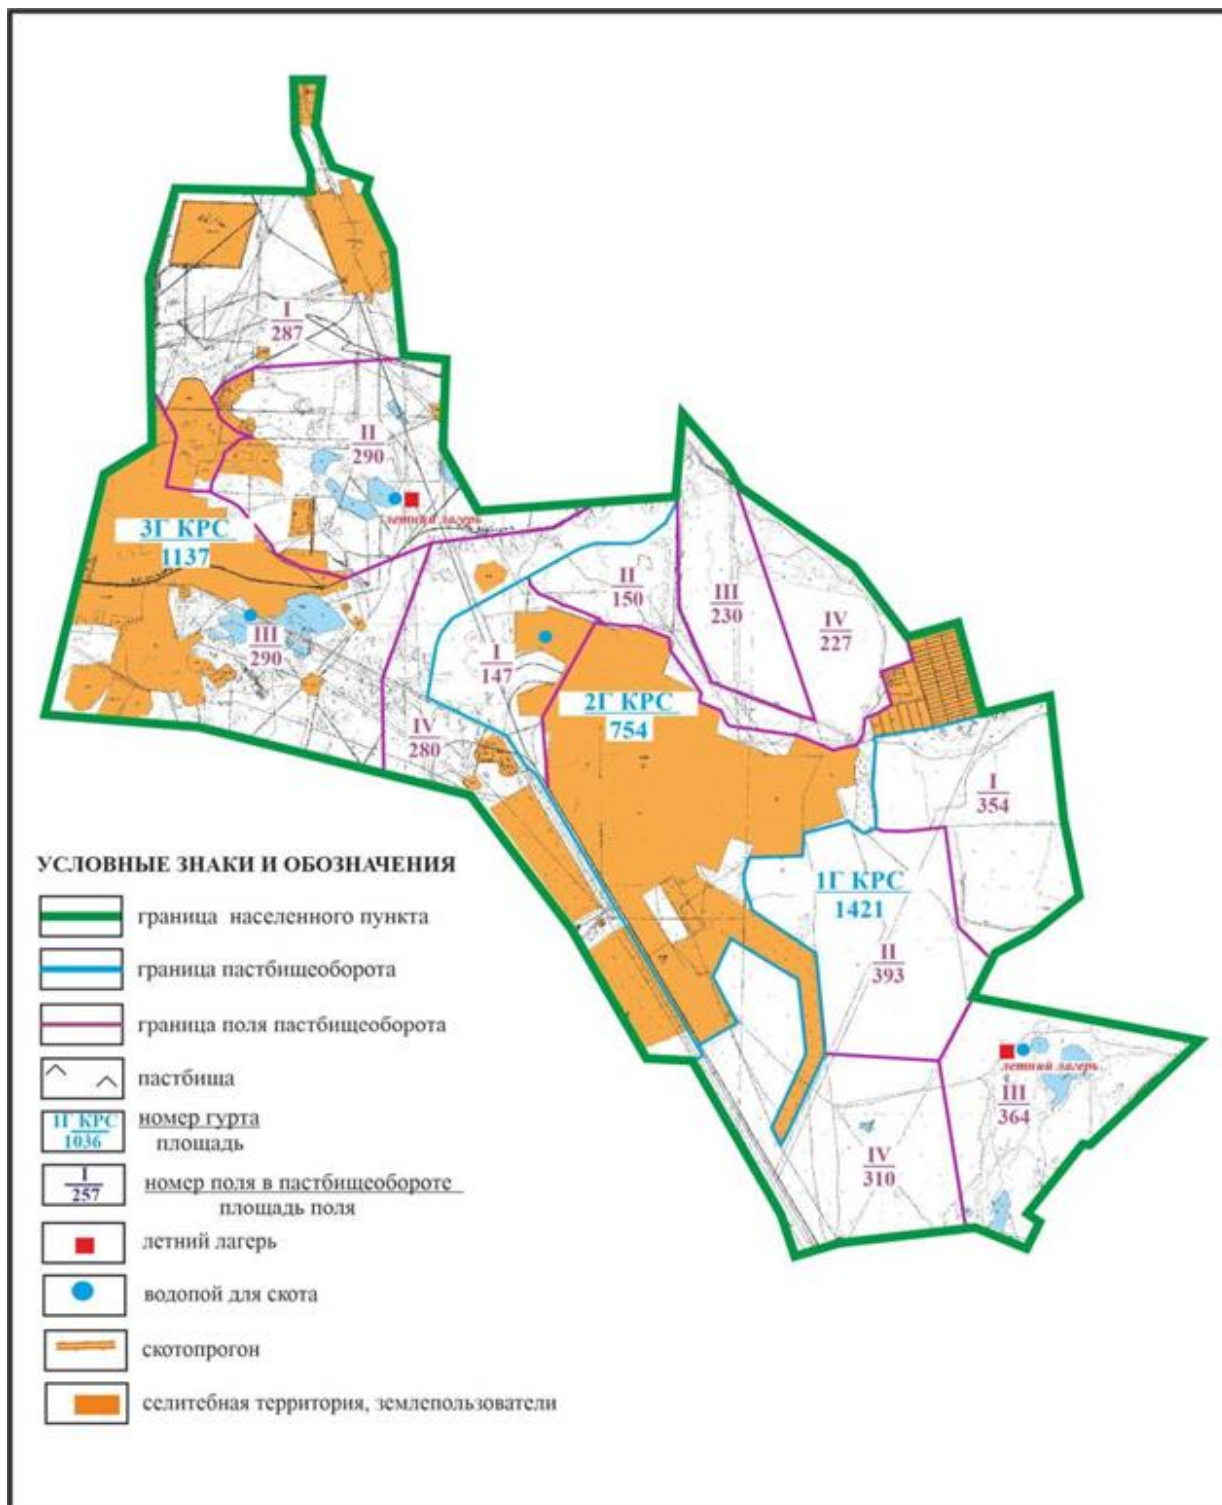 I
287
II
290
летний лагерь
3Г КРС
1137
III
290
II
150
III
230
IV
227
I
147
IV
280
2Г КРС
754
I
354
1Г КРС
1421
II
393
летний лагерь
III
364
IV
310
УСЛОВНЫЕ ЗНАКИ И ОБОЗНАЧЕНИЯ
граница населенного пункта
граница пастбищеоборота
граница поля пастбищеоборота
пастбища
1Г КРС
1036
номер гурта
площадь
I
257
номер поля в пастбищеобороте
площадь поля
летний лагерь
водопой для скота
скотопрогон
селитебная территория, землепользователи